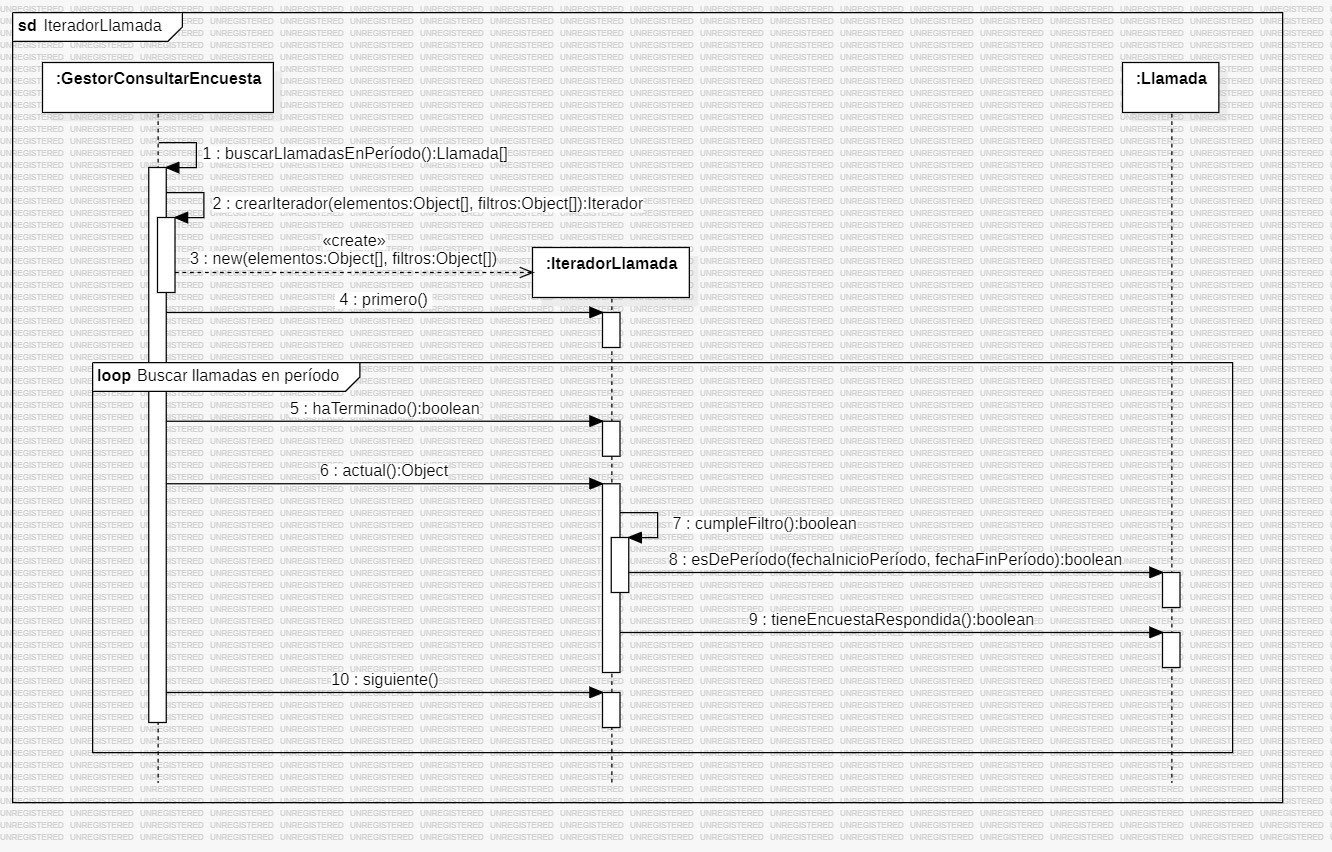 sd IteradorLlamada
:GestorConsultarEncuesta
:Llamada
1 : buscarLlamadasEnPeríodo():Llamada[]
2 : crearIterador(elementos:Object[], filtros:Object[]):Iterador
«create»
3 : new(elementos:Object[], filtros:Object[])
:IteradorLlamada
4 : primero()
loop Buscar llamadas en período
5 : haTerminado():boolean
6 : actual():Object
7 : cumpleFiltro():boolean
8 : esDePeríodo(fechaInicioPeríodo, fechaFinPeríodo):boolean
9 : tieneEncuestaRespondida():boolean
10 : siguiente()
UNREGISTERED